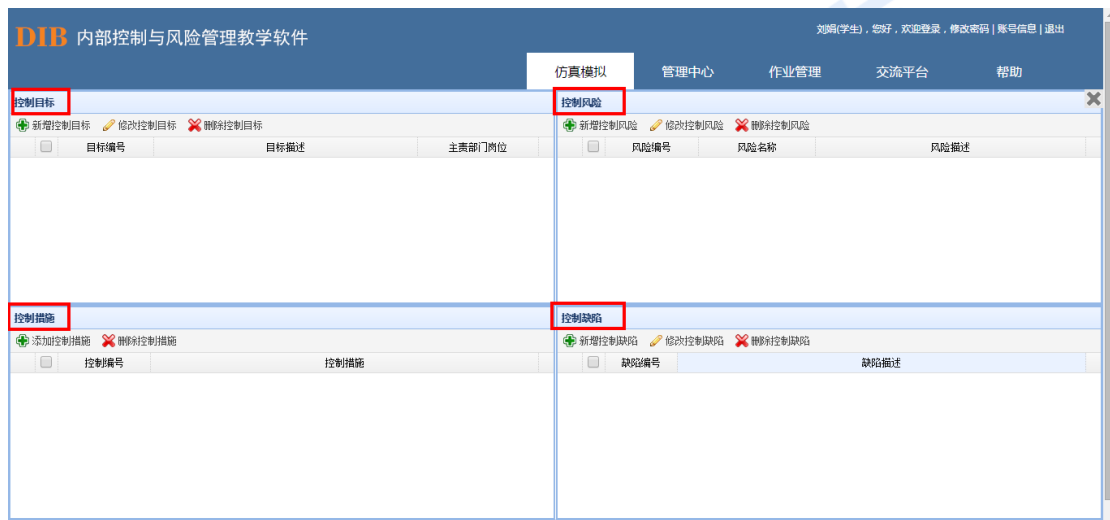 DIB 内部控制与风险管理教学软件
刘娟(学生)，您好，欢迎登录，修改密码 | 账号信息 | 退出
仿真模拟 管理中心 作业管理 交流平台 帮助
控制目标
新增控制目标 修改控制目标 删除控制目标
目标编号 目标描述 主责部门岗位
控制风险
新增控制风险 修改控制风险 删除控制风险
风险编号 风险名称 风险描述
控制措施
添加控制措施 删除控制措施
控制编号 控制措施
控制缺陷
新增控制缺陷 修改控制缺陷 删除控制缺陷
缺陷编号 缺陷描述